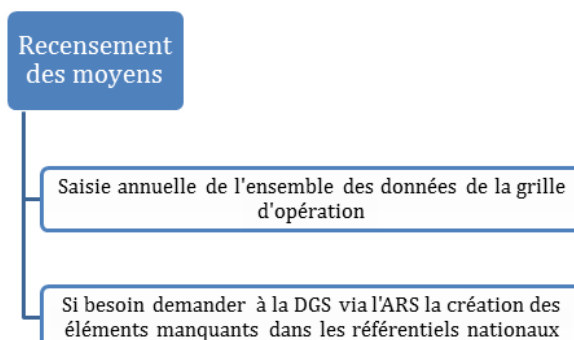 Recensement
des moyens
Saisie annuelle de l'ensemble des données de la grille
d'opération
Si besoin demander à la DGS via l'ARS la création des
éléments manquants dans les référentiels nationaux